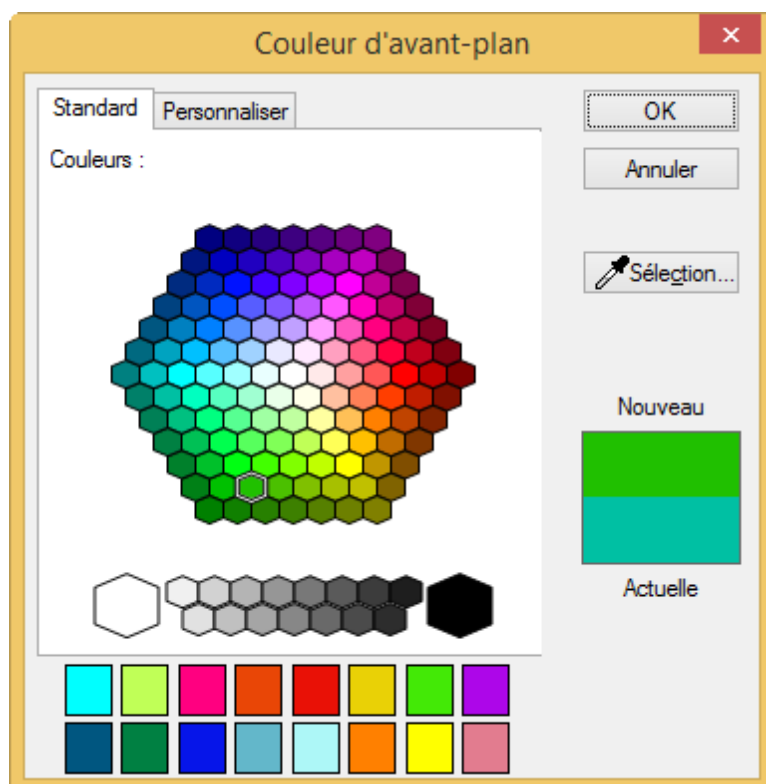 Couleur d'avant-plan
Standard
Personnaliser
Couleurs :
OK
Annuler
Sélection...
Nouveau
Actuelle